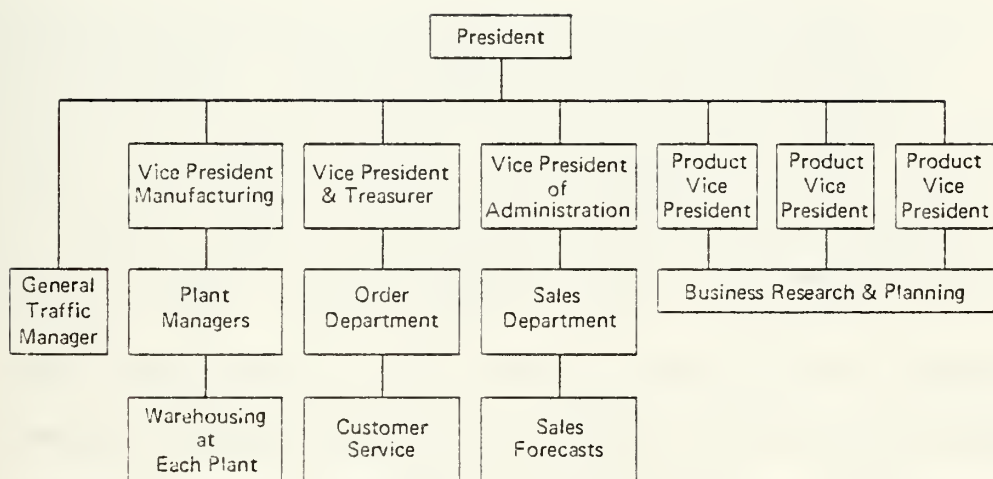 President
Vice President
Manufacturing
Vice President
& Treasurer
Vice President
of
Administration
Product
Vice
President
Product
Vice
President
Product
Vice
President
General
Traffic
Manager
Plant
Managers
Order
Department
Sales
Department
Business Research & Planning
Warehousing
at
Each Plant
Customer
Service
Sales
Forecasts